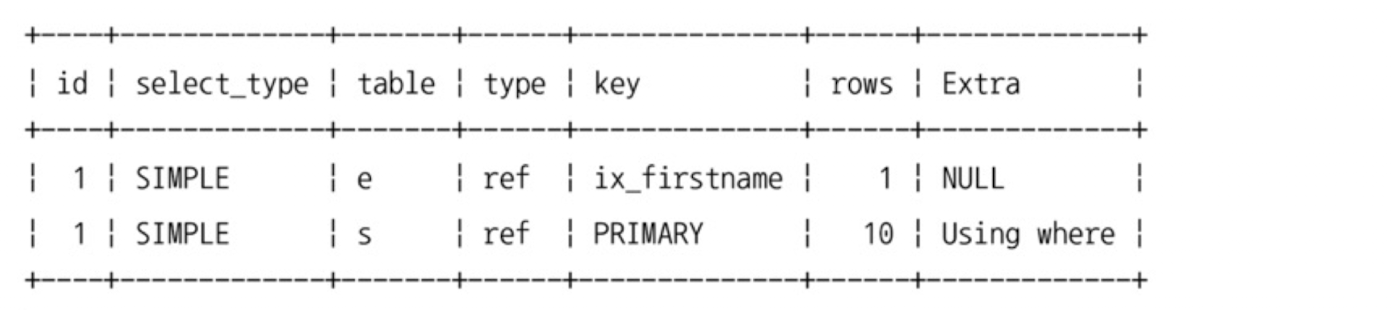 +----+-------------+-------+------+--------------+------+-------------+
¦ id ¦ select_type ¦ table ¦ type ¦ key          ¦ rows ¦ Extra       ¦
+----+-------------+-------+------+--------------+------+-------------+
¦  1 ¦ SIMPLE      ¦ e     ¦ ref  ¦ ix_firstname ¦    1 ¦ NULL        ¦
¦  1 ¦ SIMPLE      ¦ s     ¦ ref  ¦ PRIMARY      ¦   10 ¦ Using where ¦
+----+-------------+-------+------+--------------+------+-------------+